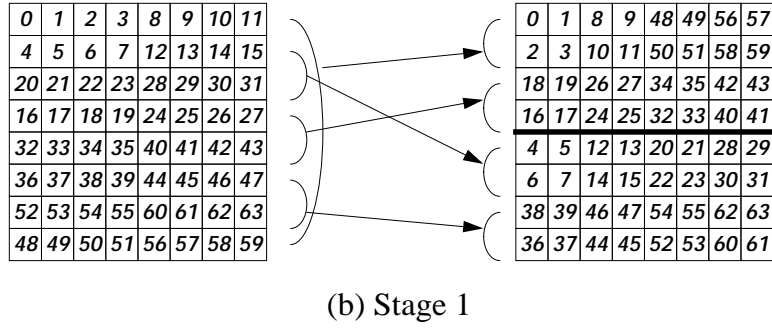 0 1 2 3 8 9 10 11 0 1 8 9 48 49 56 57
4 5 6 7 12 13 14 15 2 3 10 11 50 51 58 59
20 21 22 23 28 29 30 31 18 19 26 27 34 35 42 43
16 17 18 19 24 25 26 27 16 17 24 25 32 33 40 41
32 33 34 35 40 41 42 43 4 5 12 13 20 21 28 29
36 37 38 39 44 45 46 47 6 7 14 15 22 23 30 31
52 53 54 55 60 61 62 63 38 39 46 47 54 55 62 63
48 49 50 51 56 57 58 59 36 37 44 45 52 53 60 61
(b) Stage 1